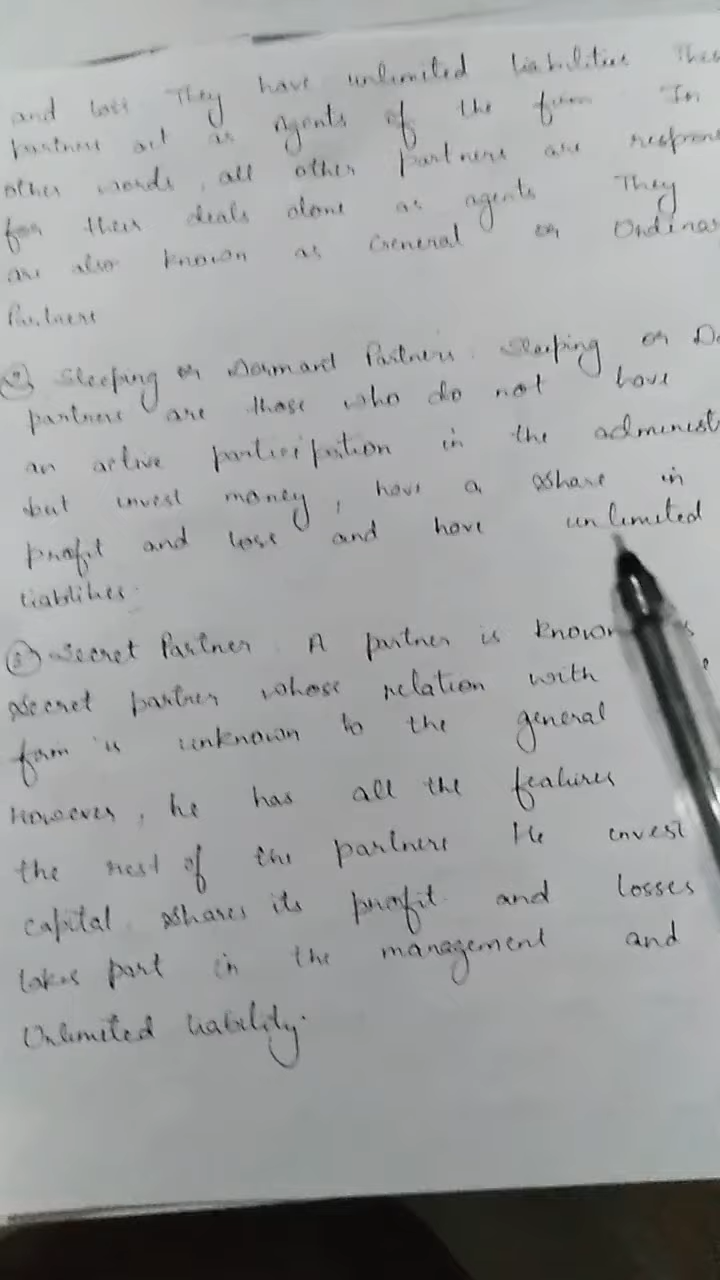 and loss They have unlimited liabilities
partners act as Agents of the firm In
other words, all other partners are
for their deals alone as agents They
are also known as General or
Partners
② Sleeping or Dormant Partners. Sleeping or
partners are those who do not have
an active participation in the
but invest money, have a share in
profit and loss and have unlimited
liabilities.
③ Secret Partner. A partner is known
secret partner whose relation with
firm is unknown to the general
However, he has all the features
the rest of the partners He invest
capital. shares its profit and losses
takes part in the management and
Unlimited liability.